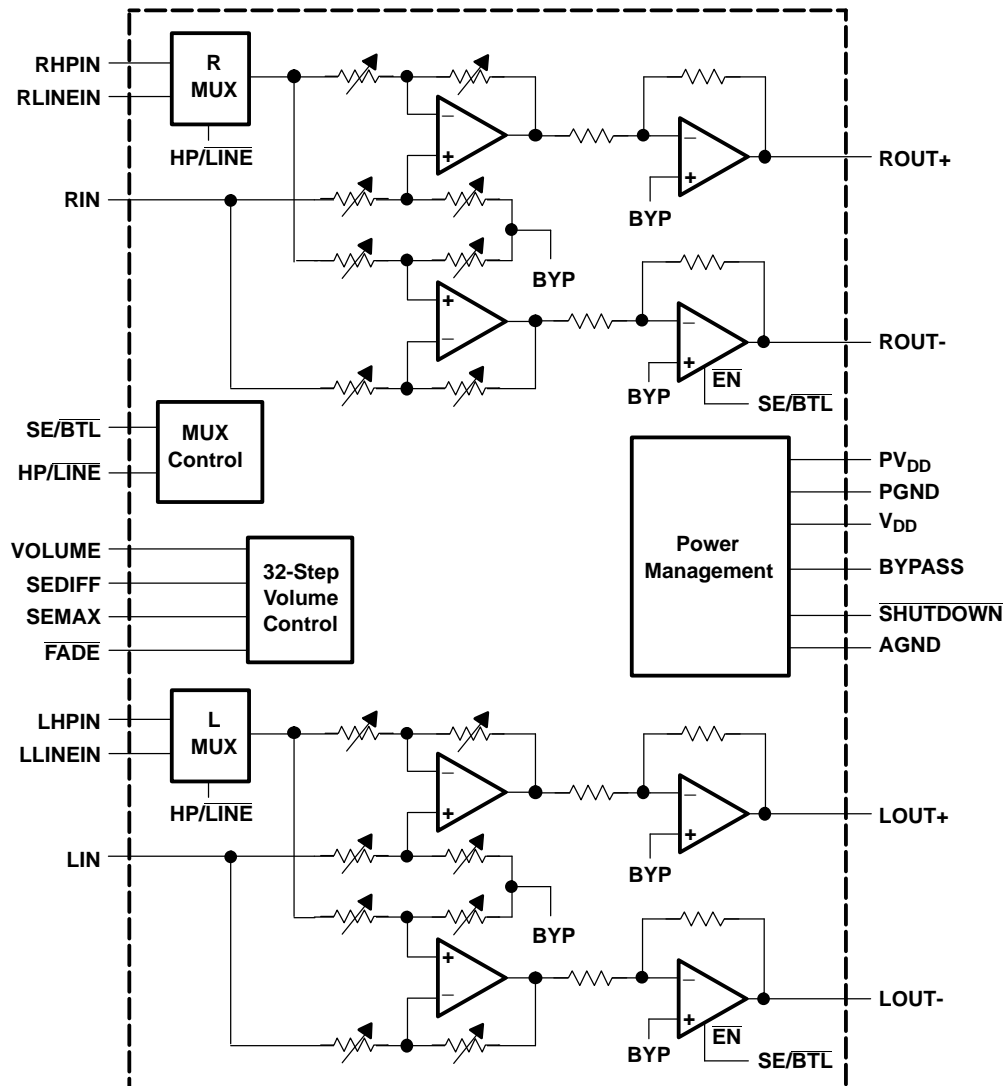 RHPIN
RLINEIN
R
MUX
HP/LINE
RIN
−
+
BYP
−
+
BYP
ROUT+
+
−
−
+
BYP
EN
SE/BTL
ROUT-
SE/BTL
HP/LINE
MUX
Control
VOLUME
SEDIFF
SEMAX
FADE
32-Step
Volume
Control
Power
Management
PVDD
PGND
VDD
BYPASS
SHUTDOWN
AGND
LHPIN
LLINEIN
L
MUX
HP/LINE
LIN
−
+
BYP
−
+
BYP
LOUT+
+
−
−
+
BYP
EN
SE/BTL
LOUT-